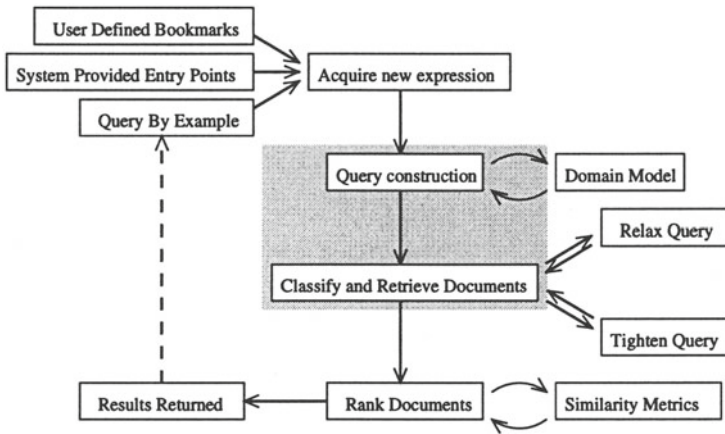 User Defined Bookmarks
System Provided Entry Points
Acquire new expression
Query By Example
Query construction
Domain Model
Relax Query
Classify and Retrieve Documents
Tighten Query
Results Returned
Rank Documents
Similarity Metrics